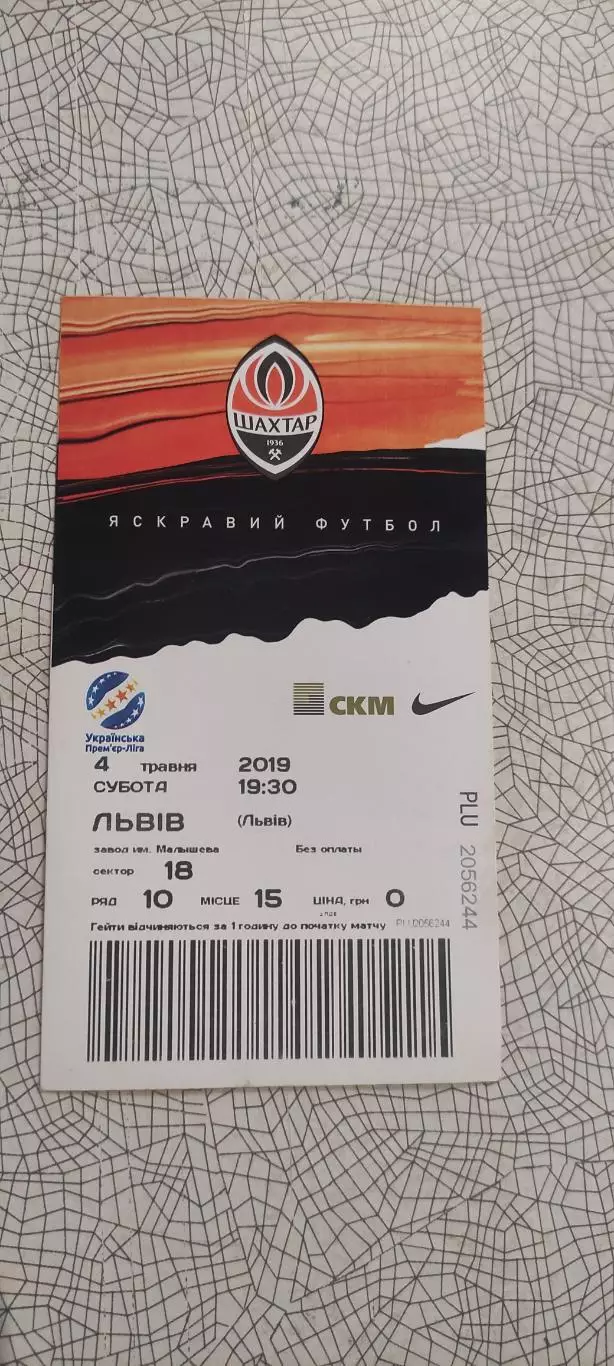 ШАХТАР
1936
ЯСКРАВИЙ ФУТБОЛ
Українська
Прем'єр-Ліга
СКМ
4 травня 2019
СУБОТА 19:30
ЛЬВІВ (Львів)
завод им. Малышева Без оплаты
сектор 18
РЯД 10 МІСЦЕ 15 ЦІНА, грн 0
з ПДВ
Гейти відчиняються за 1 годину до початку матчу PLU2056244
PLU 2056244